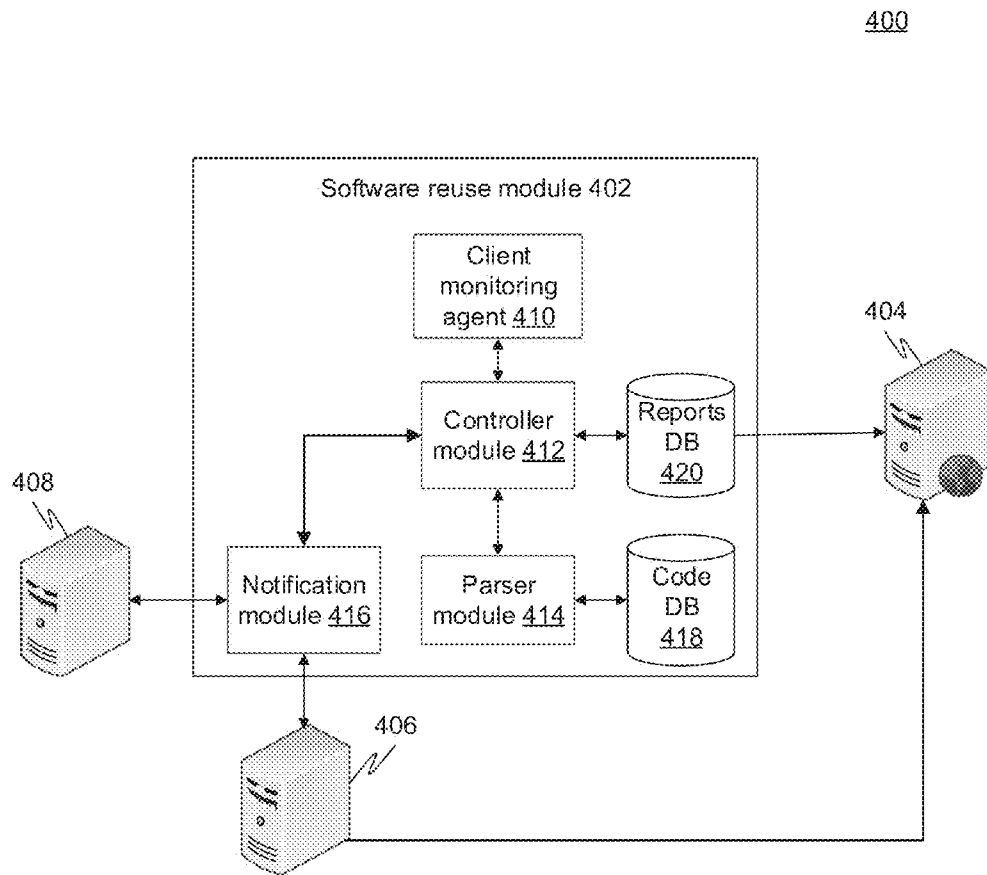 400
Software reuse module 402
Client
monitoring
agent 410
404
Controller
module 412
Reports
DB
420
408
Notification
module 416
Parser
module 414
Code
DB
418
406